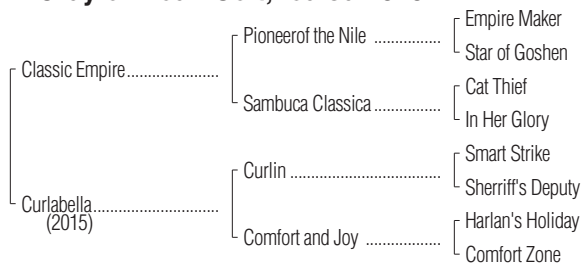 Empire Maker
Pioneerof the Nile ................
Star of Goshen
Classic Empire......................
Cat Thief
Sambuca Classica ................
In Her Glory
Smart Strike
Curlin ..............................
Sherriff's Deputy
Curlabella..............................
(2015)
Harlan's Holiday
Comfort and Joy ..................
Comfort Zone